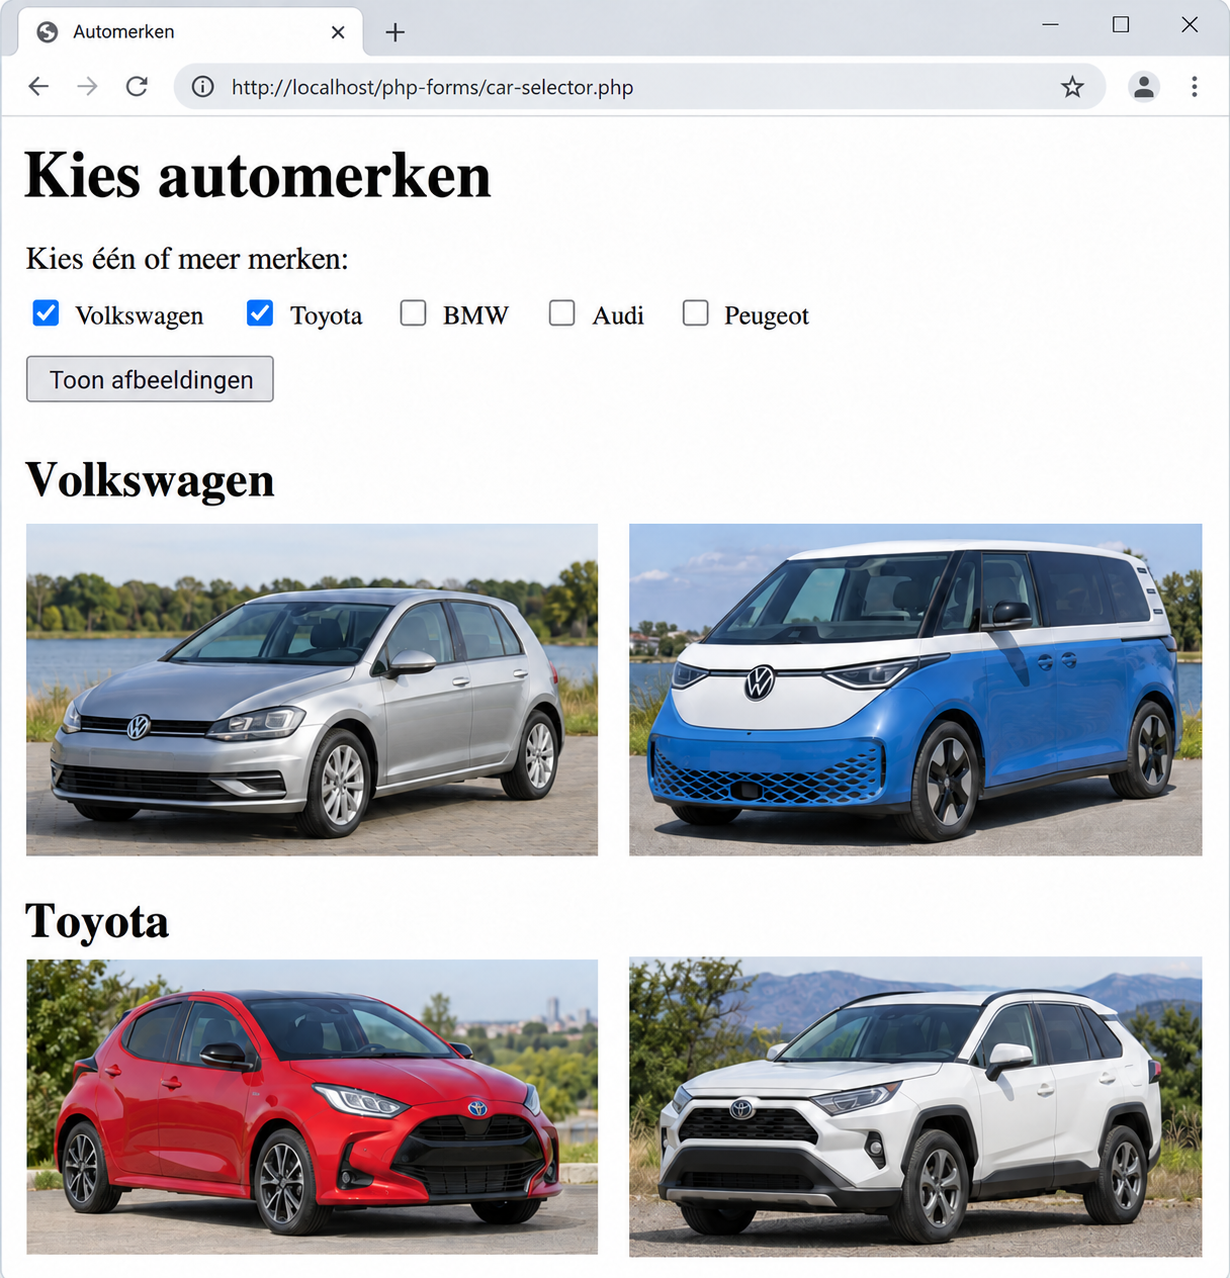 Automerken
http://localhost/php-forms/car-selector.php
Kies automerken
Kies één of meer merken:
Volkswagen Toyota BMW Audi Peugeot
Toon afbeeldingen
Volkswagen
Toyota